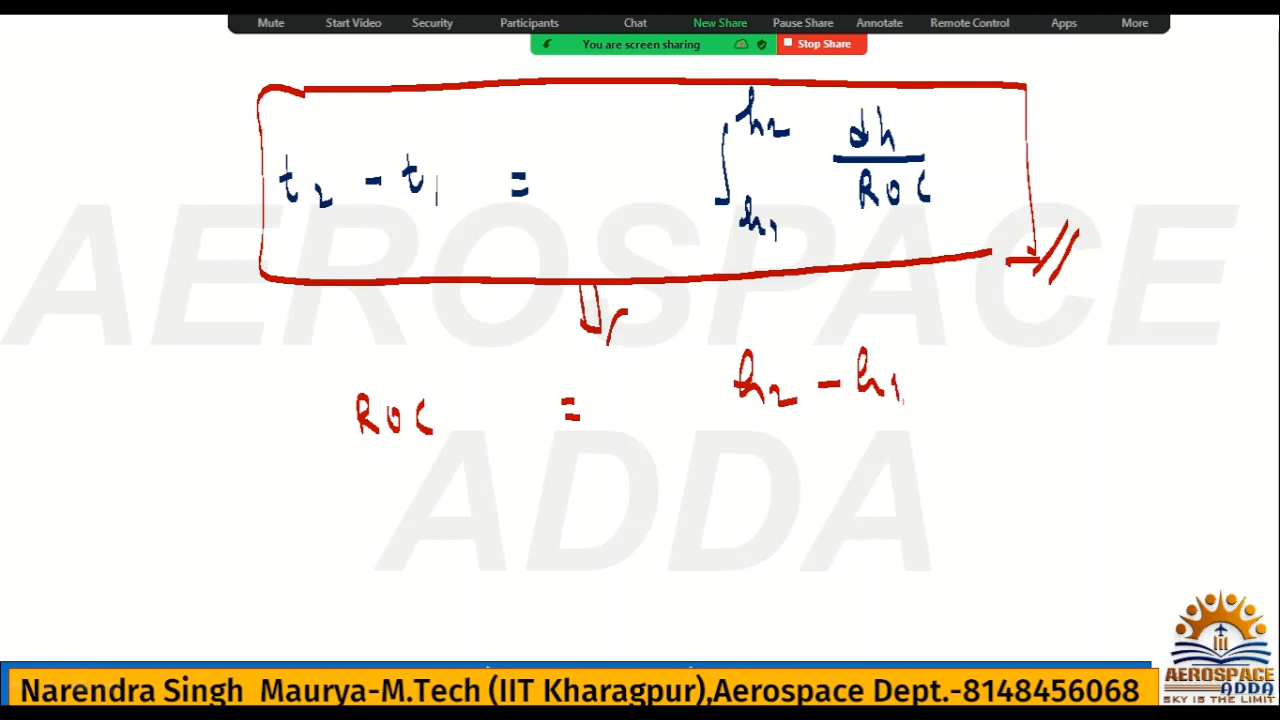 Mute Start Video Security Participants Chat New Share Pause Share Annotate Remote Control Apps More
You are screen sharing Stop Share
t₂ - t₁ = ∫h₁^h₂ dh/ROC
ROC = h₂ - h₁
AEROSPACE
ADDA
AEROSPACE
ADDA
SKY IS THE LIMIT
Narendra Singh Maurya-M.Tech (IIT Kharagpur),Aerospace Dept.-8148456068